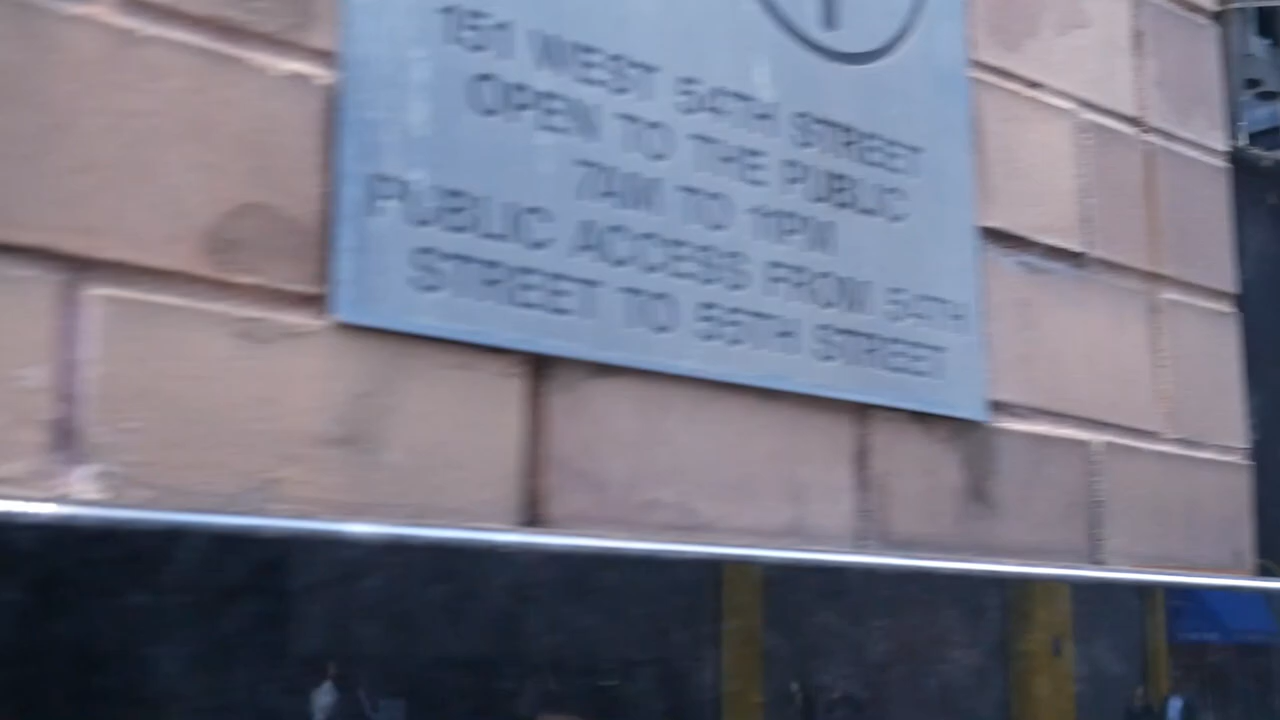 151 WEST 54TH STREET
OPEN TO THE PUBLIC
7AM TO 11PM
PUBLIC ACCESS FROM 54TH
STREET TO 55TH STREET